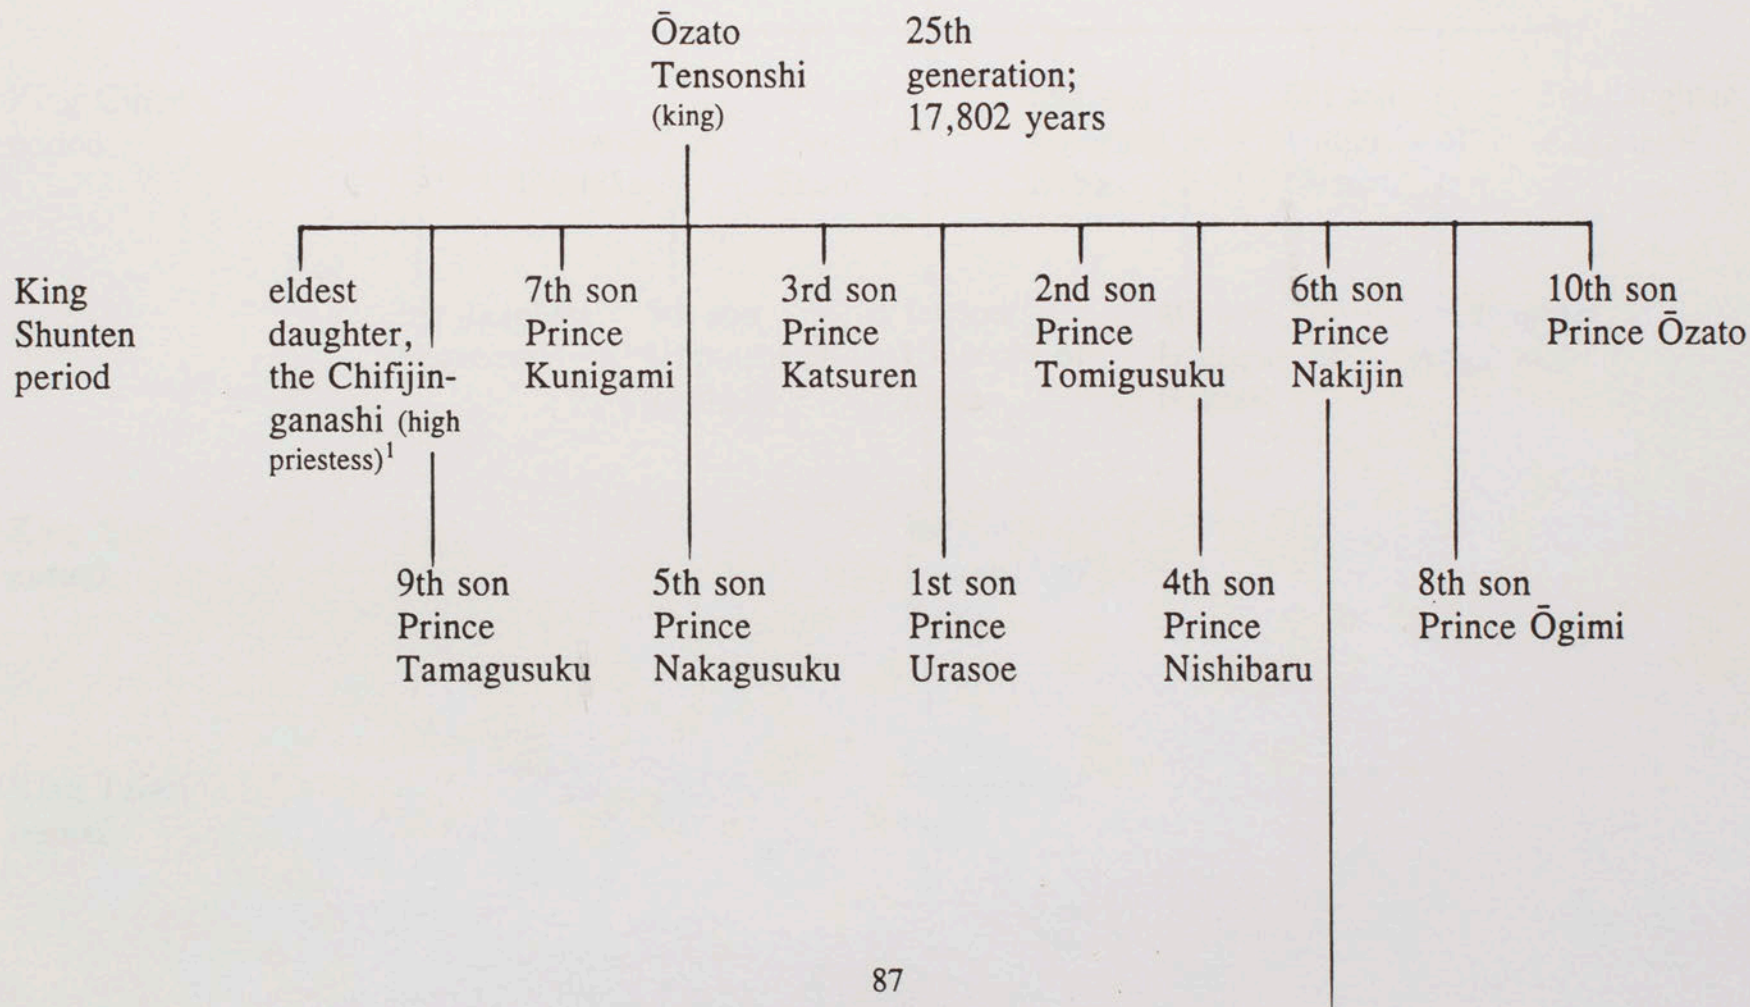 Ōzato
Tensonshi
(king)
25th
generation;
17,802 years
King
Shunten
period
eldest
daughter,
the Chifijin-
ganashi (high
priestess)¹
7th son
Prince
Kunigami
3rd son
Prince
Katsuren
2nd son
Prince
Tomigusuku
6th son
Prince
Nakijin
10th son
Prince Ōzato
9th son
Prince
Tamagusuku
5th son
Prince
Nakagusuku
1st son
Prince
Urasoe
4th son
Prince
Nishibaru
8th son
Prince Ōgimi
87